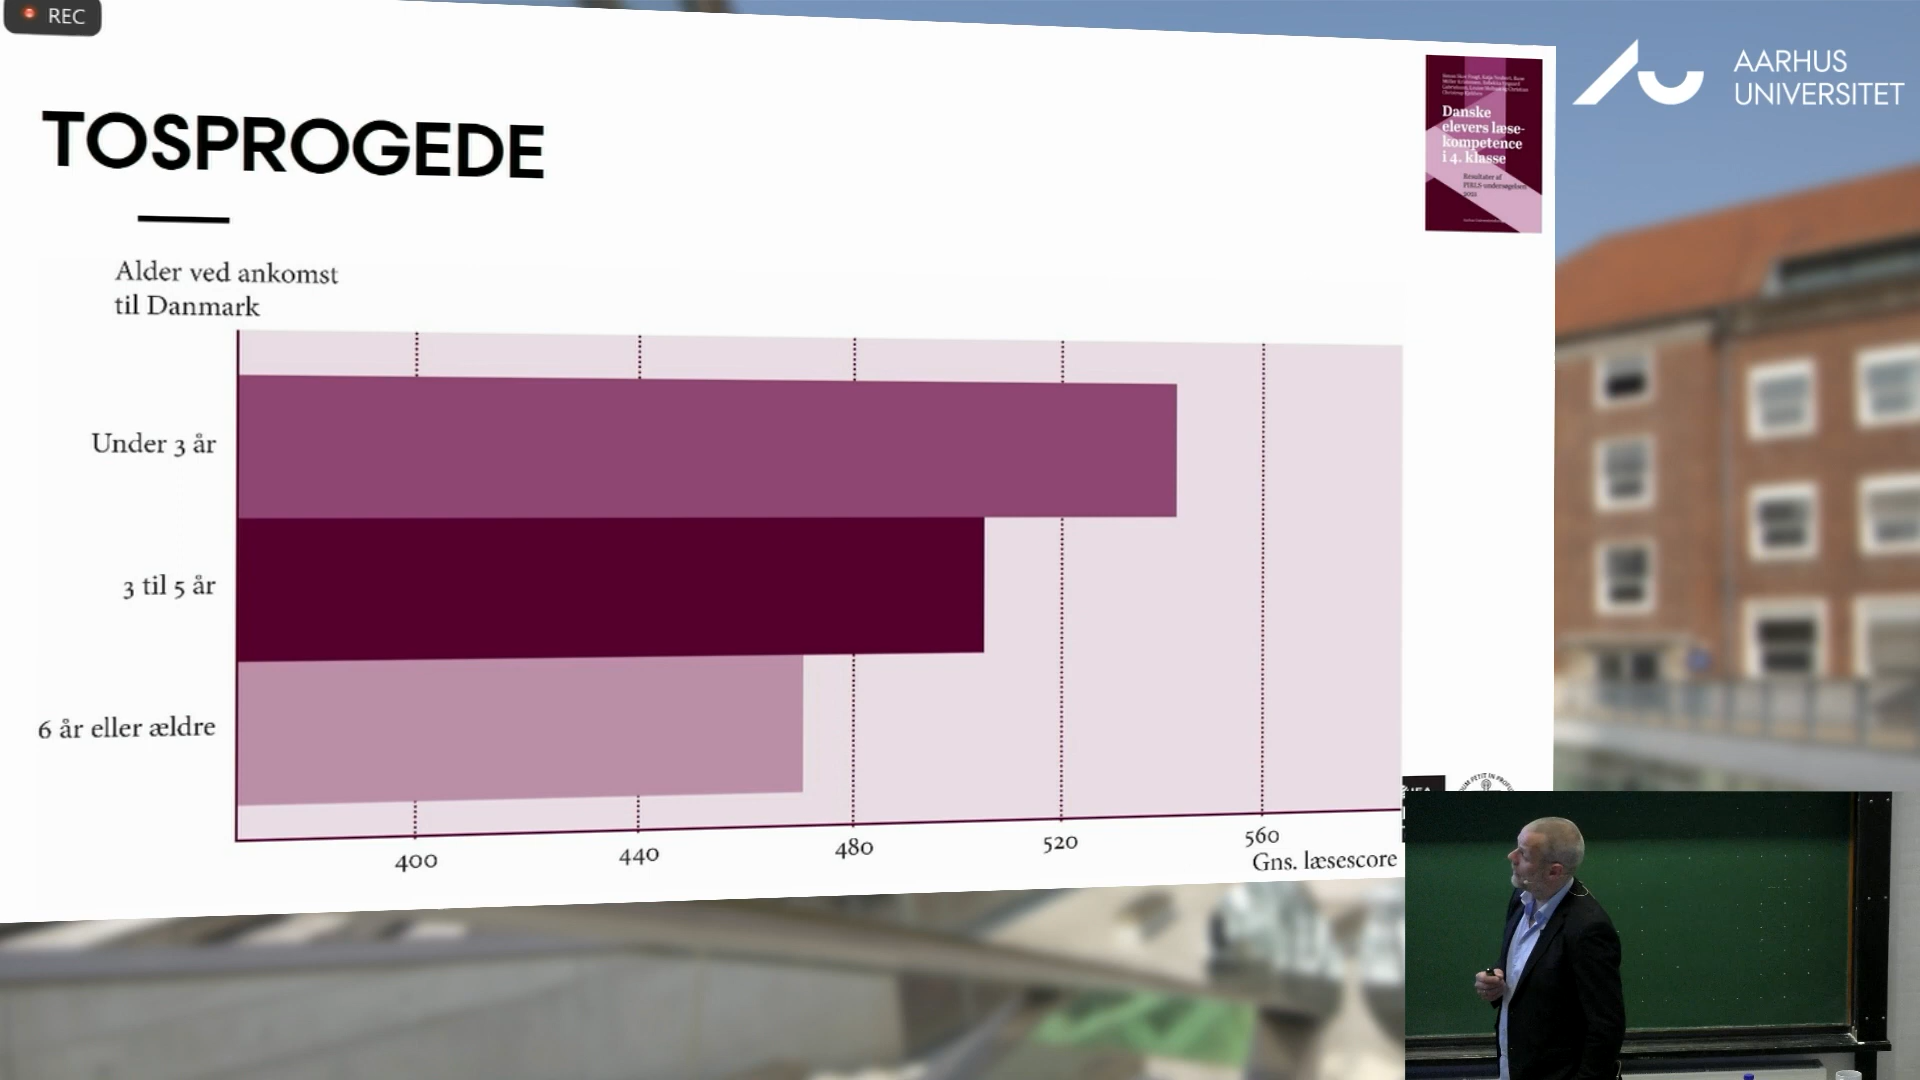 REC
TOSPROGEDE
Danske
elevers læse-
kompetence
i 4. klasse
Resultater af
PIRLS-undersøgelsen
2021
AARHUS
UNIVERSITET
Alder ved ankomst
til Danmark
Under 3 år
3 til 5 år
6 år eller ældre
400 440 480 520 560
Gns. læsescore